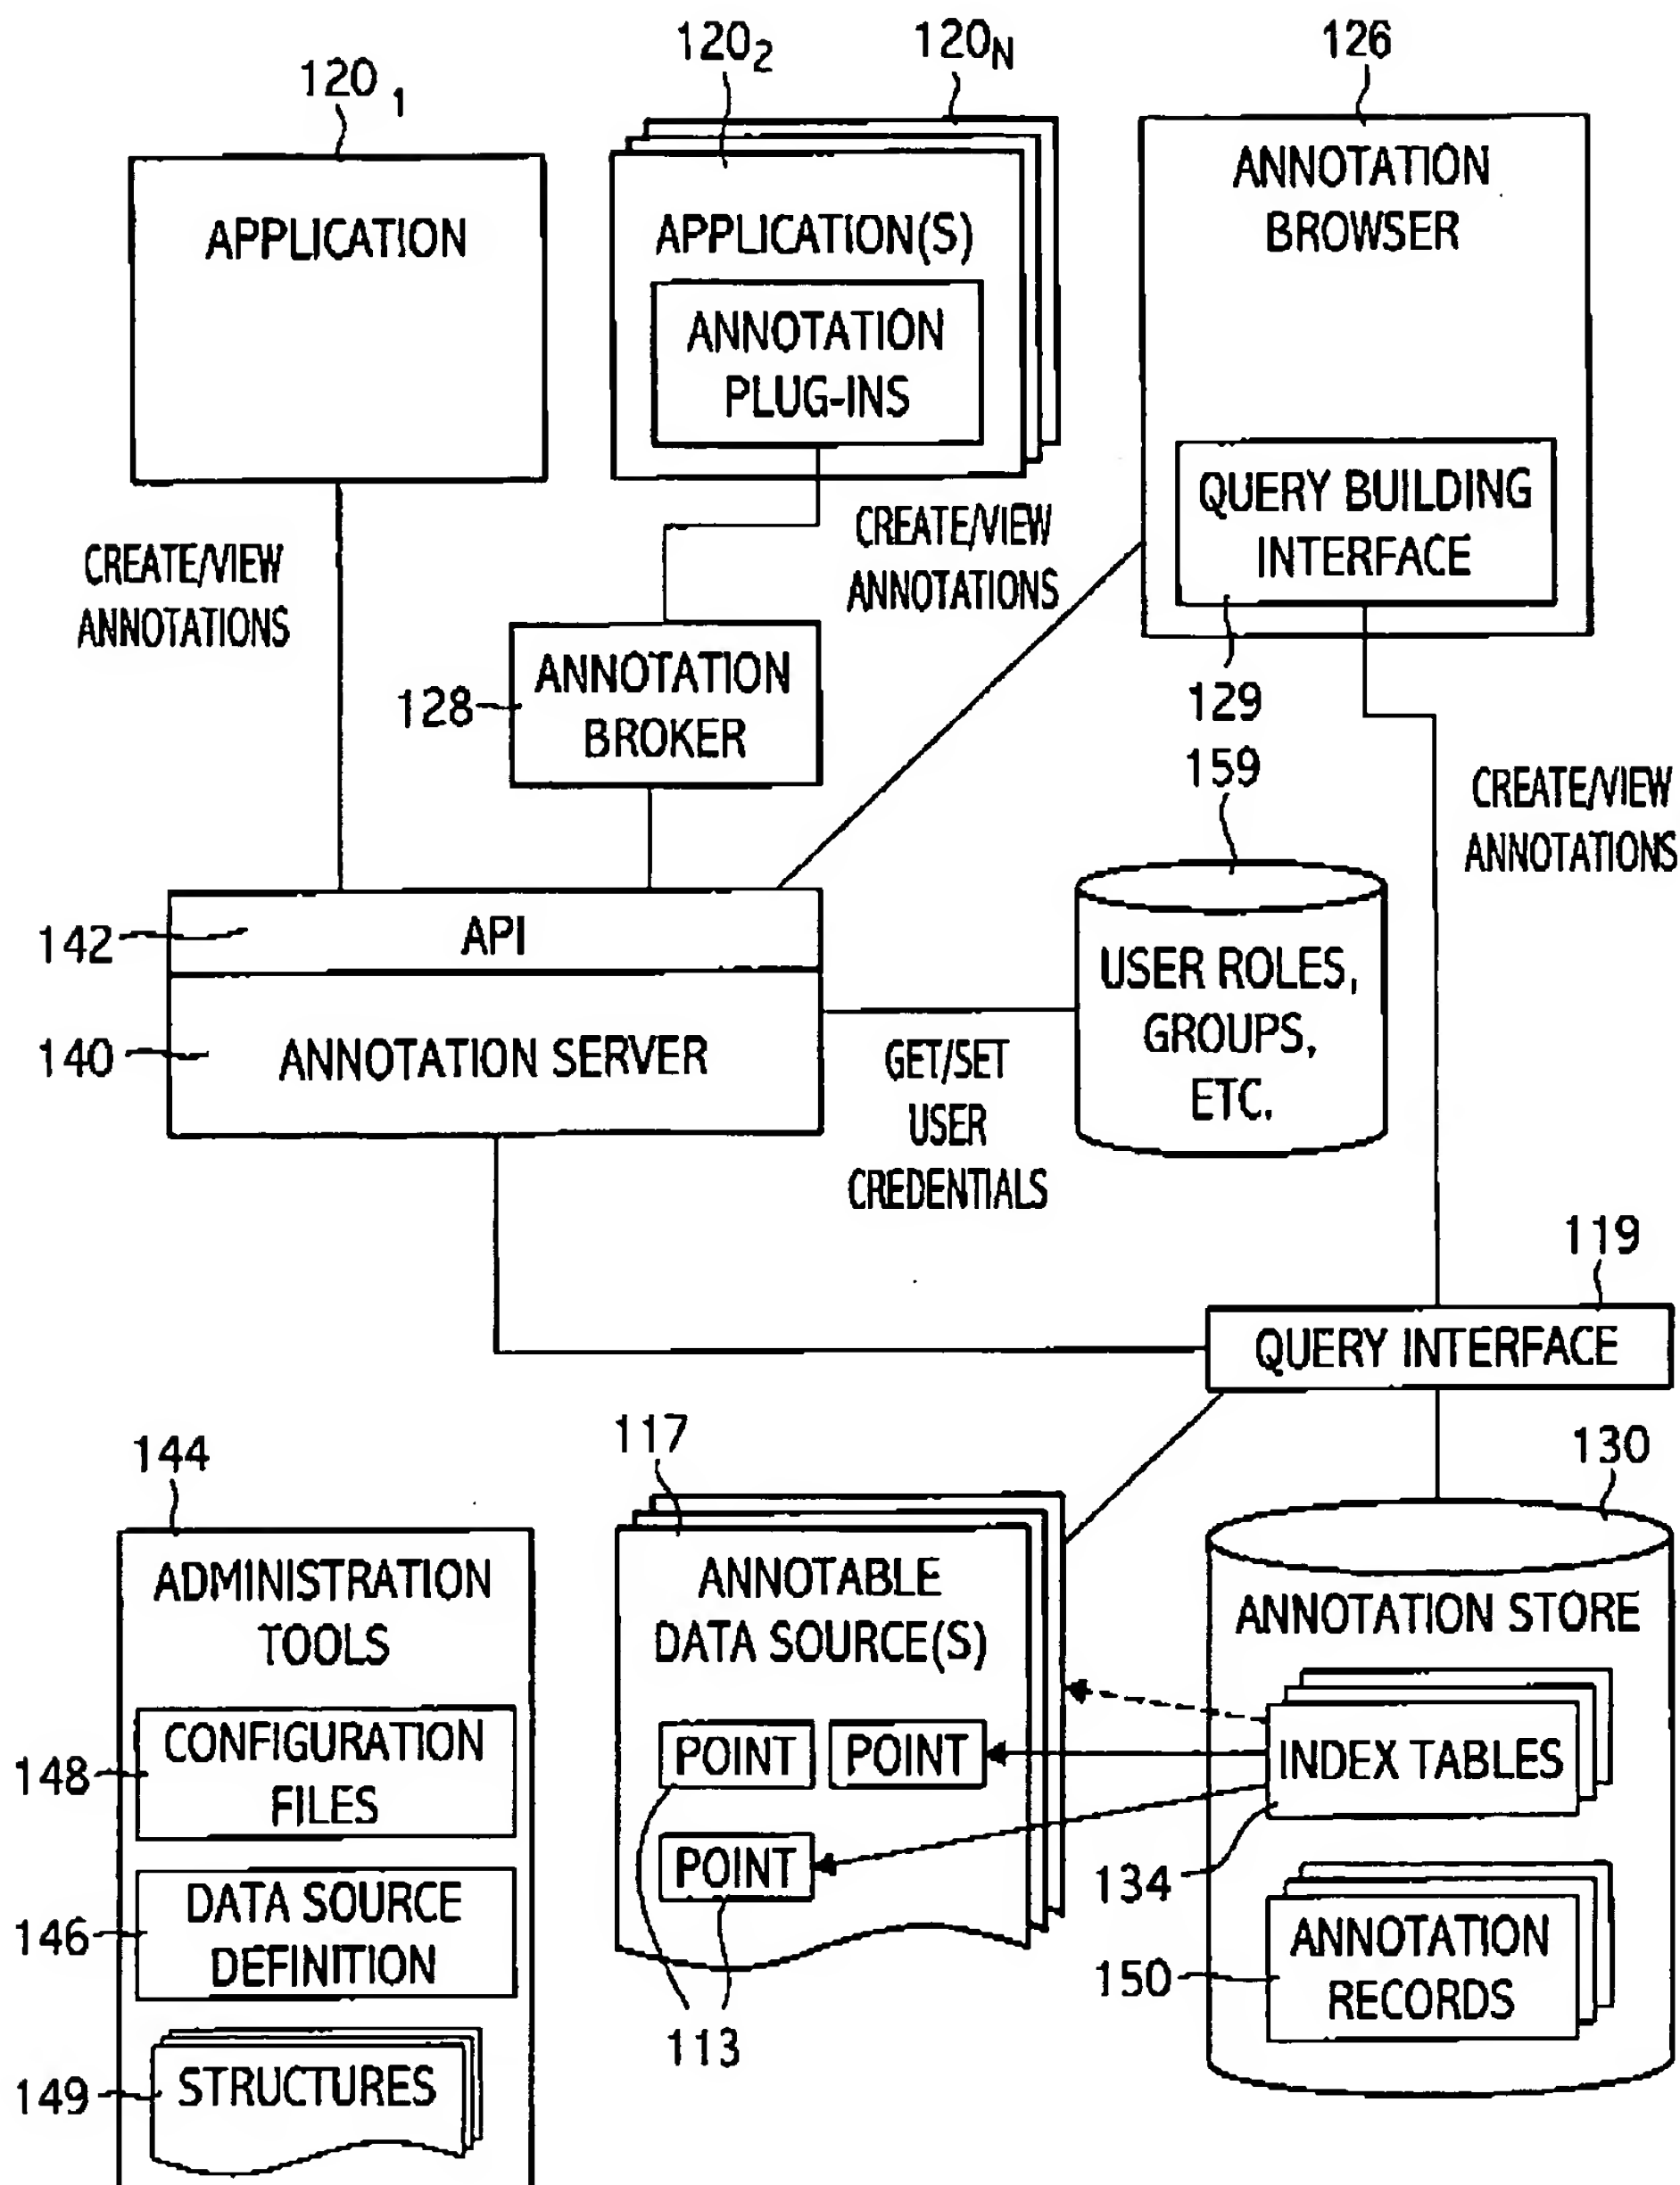 120₁
120₂
120N
126
APPLICATION
APPLICATION(S)
ANNOTATION
PLUG-INS
ANNOTATION
BROWSER
QUERY BUILDING
INTERFACE
129
CREATE/VIEW
ANNOTATIONS
CREATE/VIEW
ANNOTATIONS
128
ANNOTATION
BROKER
159
CREATE/VIEW
ANNOTATIONS
142
API
140
ANNOTATION SERVER
USER ROLES,
GROUPS,
ETC.
GET/SET
USER
CREDENTIALS
119
QUERY INTERFACE
144
ADMINISTRATION
TOOLS
148
CONFIGURATION
FILES
146
DATA SOURCE
DEFINITION
149
STRUCTURES
117
ANNOTABLE
DATA SOURCE(S)
POINT
POINT
POINT
113
130
ANNOTATION STORE
INDEX TABLES
134
ANNOTATION
RECORDS
150